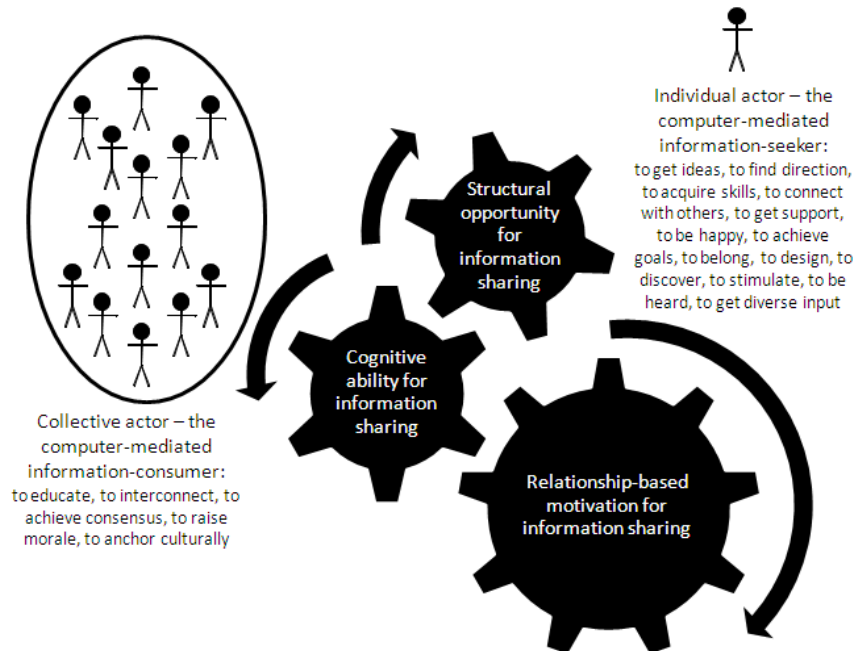 Individual actor – the
computer-mediated
information-seeker:
to get ideas, to find direction,
to acquire skills, to connect
with others, to get support,
to be happy, to achieve
goals, to belong, to design, to
discover, to stimulate, to be
heard, to get diverse input
Structural
opportunity
for
information
sharing
Cognitive
ability for
information
sharing
Relationship-based
motivation for
information sharing
Collective actor – the
computer-mediated
information-consumer:
to educate, to interconnect, to
achieve consensus, to raise
morale, to anchor culturally